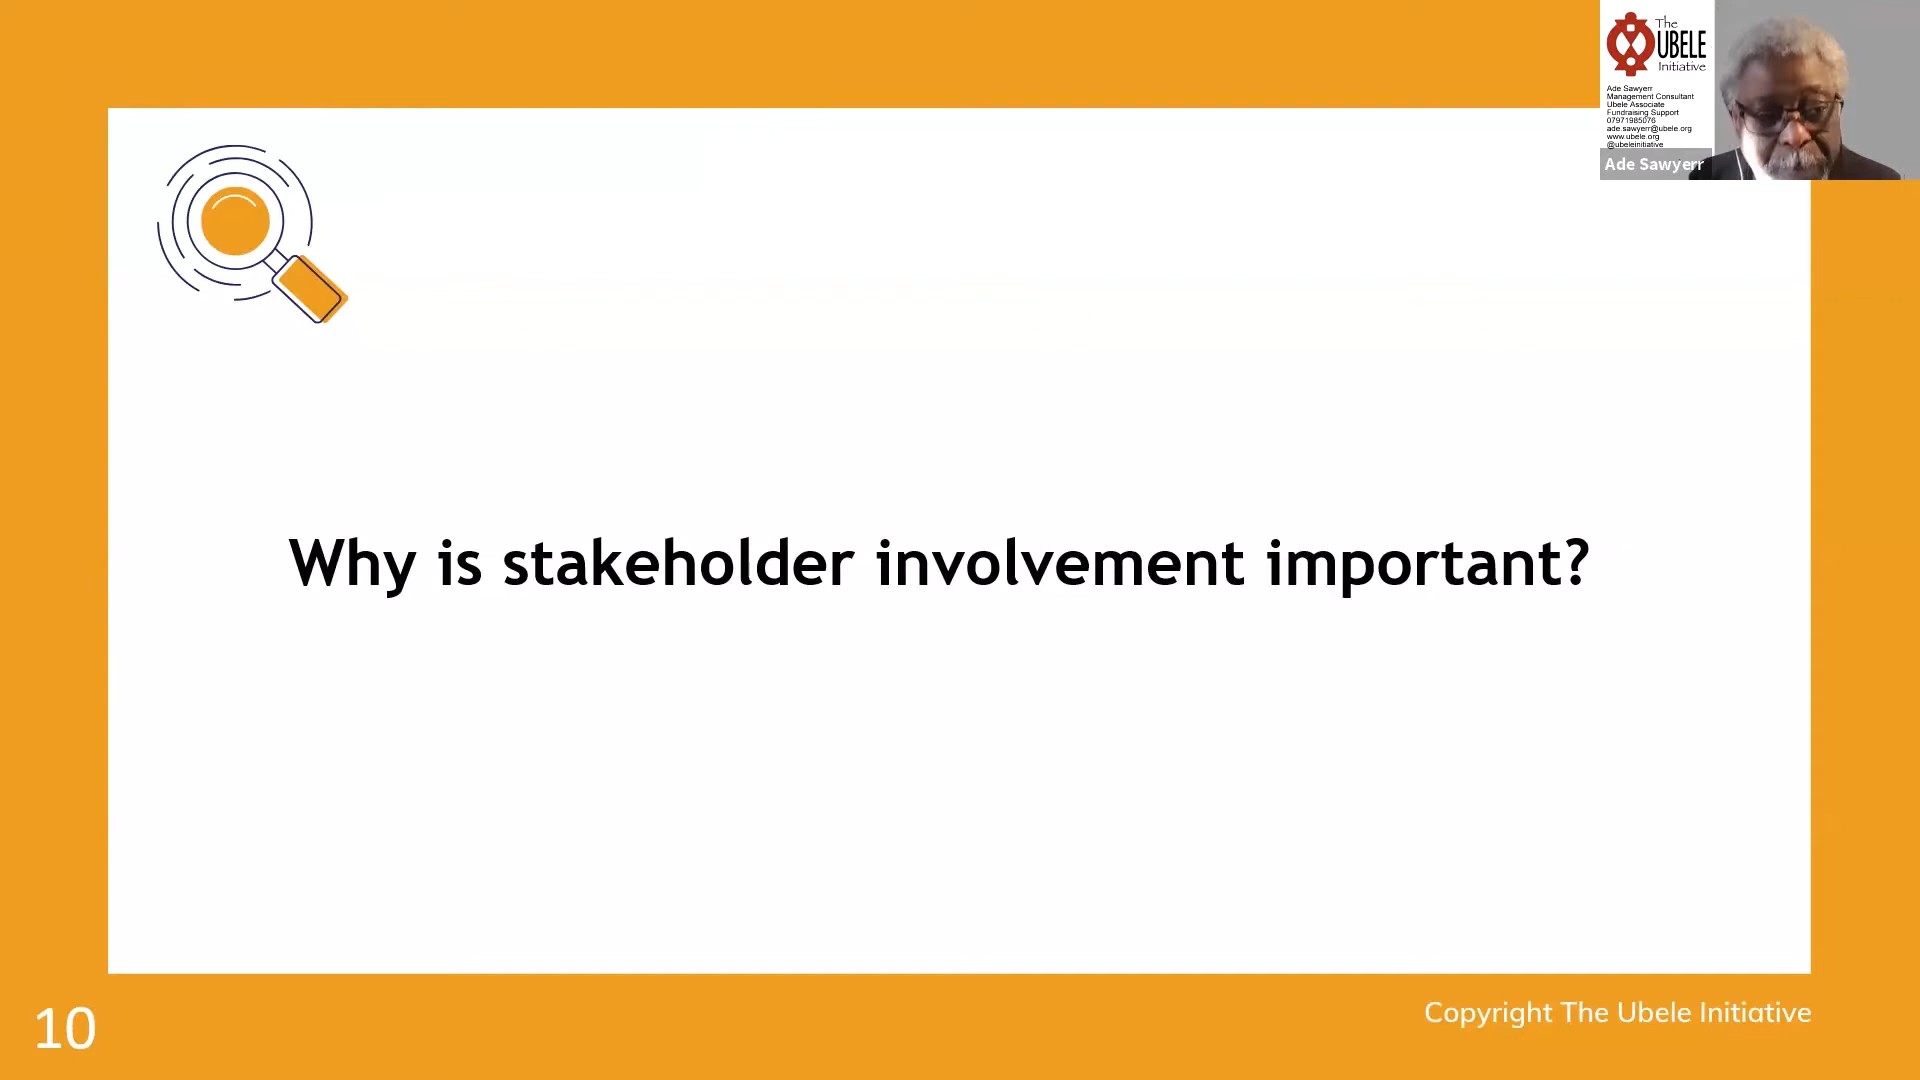 The
UBELE
Initiative
Ade Sawyerr
Management Consultant
Ubele Associate
Fundraising Support
07971985076
ade.sawyerr@ubele.org
www.ubele.org
@ubeleinitiative
Ade Sawyerr
Why is stakeholder involvement important?
10
Copyright The Ubele Initiative